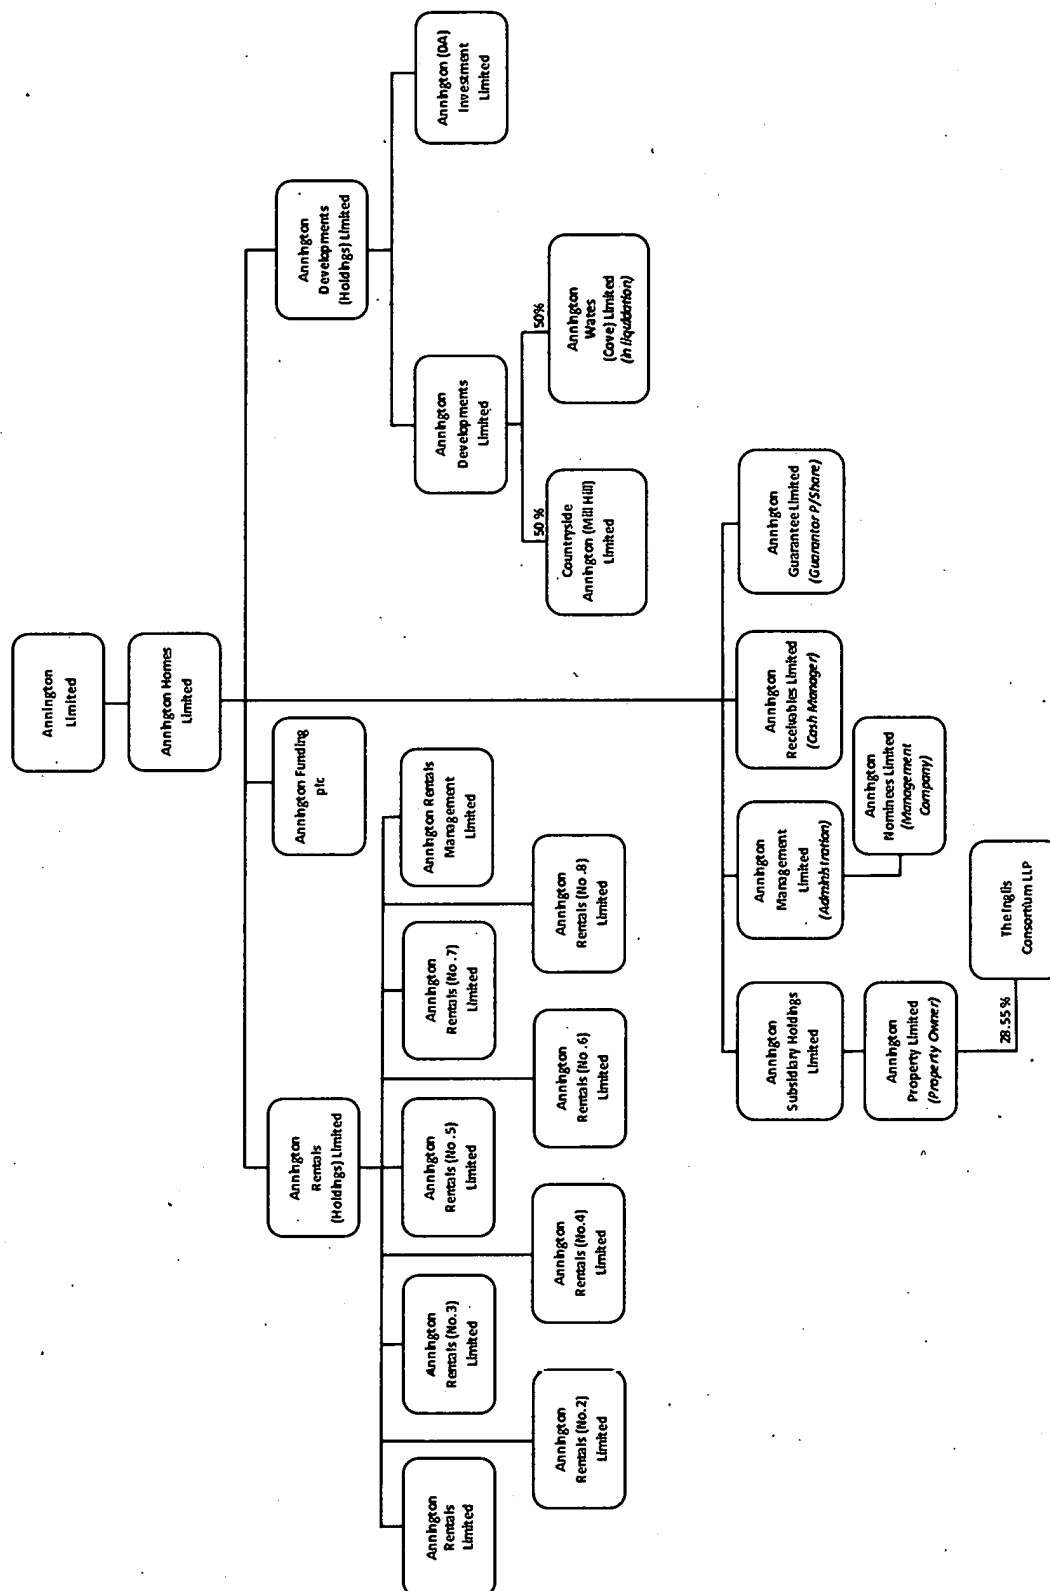 Annington
Limited
Annington Homes
Limited
Annington
Rentals
(Holdings) Limited
Annington Funding
plc
Annington
Developments
(Holdings) Limited
Annington
Rentals
Limited
Annington
Rentals (No.3)
Limited
Annington
Rentals (No.5)
Limited
Annington
Rentals (No.7)
Limited
Annington Rentals
Management
Limited
Annington
Developments
Limited
Annington (DA)
Investment
Limited
Annington
Rentals (No.2)
Limited
Annington
Rentals (No.4)
Limited
Annington
Rentals (No.6)
Limited
Annington
Rentals (No.8)
Limited
50%
50%
Countryside
Annington (Mill Hill)
Limited
Annington
Wates
(Cove) Limited
(In liquidation)
Annington
Subsidiary Holdings
Limited
Annington
Management
Limited
(Administration)
Annington
Receivables Limited
(Cash Manager)
Annington
Guarantee Limited
(Guarantor P/Share)
Annington
Property Limited
(Property Owner)
Annington
Nominees Limited
(Management
Company)
28.55%
The Inglis
Consortium LLP